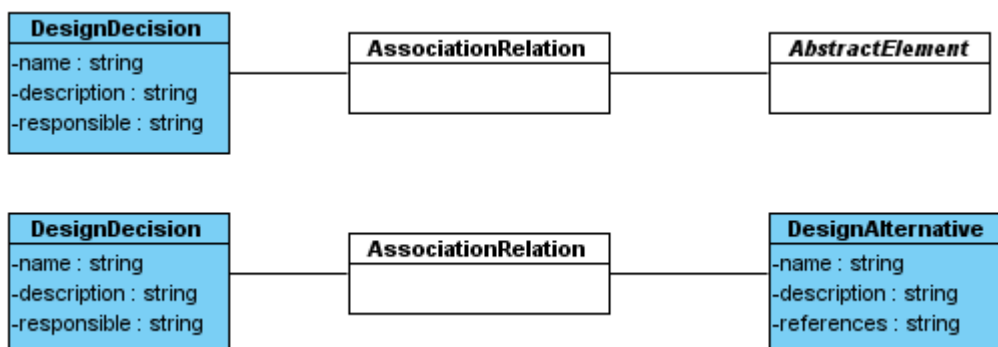 DesignDecision
-name : string
-description : string
-responsible : string
AssociationRelation
AbstractElement
DesignDecision
-name : string
-description : string
-responsible : string
AssociationRelation
DesignAlternative
-name : string
-description : string
-references : string